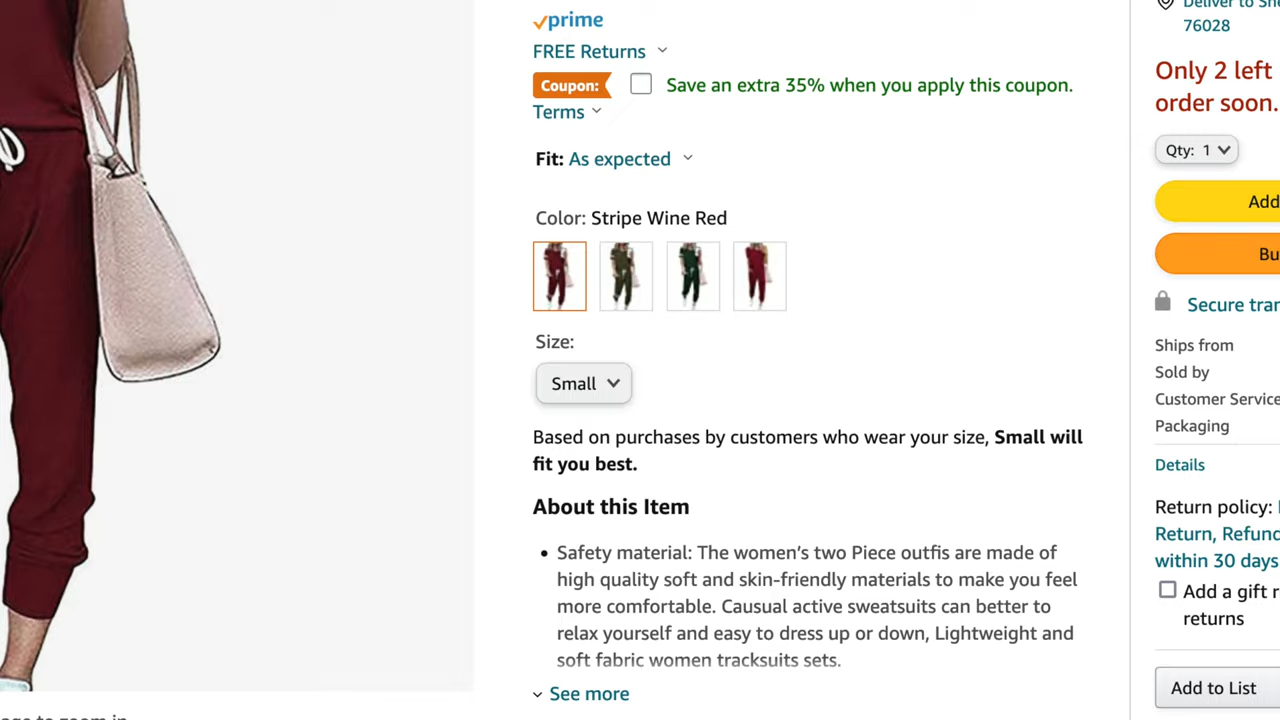 prime
FREE Returns
Coupon: Save an extra 35% when you apply this coupon.
Terms
Fit: As expected
Color: Stripe Wine Red
Size:
Small
Based on purchases by customers who wear your size, Small will
fit you best.
About this Item
• Safety material: The women’s two Piece outfis are made of
high quality soft and skin-friendly materials to make you feel
more comfortable. Causual active sweatsuits can better to
relax yourself and easy to dress up or down, Lightweight and
soft fabric women tracksuits sets.
See more
to zoom in
Deliver to
76028
Only 2 left
order soon.
Qty: 1
Add
Secure
Ships from
Sold by
Customer Service
Packaging
Details
Return policy:
Return,
within 30 days
Add a gift
returns
Add to List